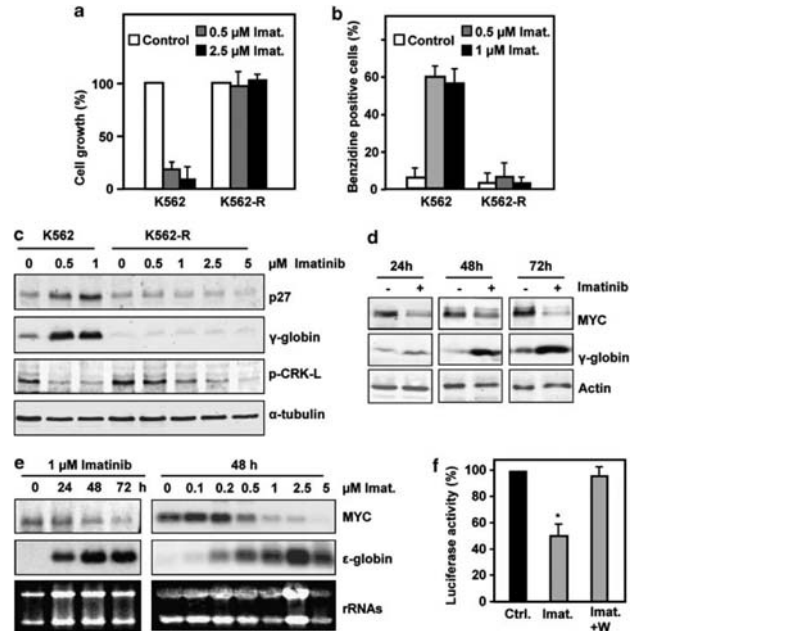 a
Control
0.5 µM Imat.
2.5 µM Imat.
Cell growth (%)
100
50
0
K562 K562-R
b
Control
0.5 µM Imat.
1 µM Imat.
Benzidine positive cells (%)
60
40
20
0
K562 K562-R
c
K562 K562-R
0 0.5 1 0 0.5 1 2.5 5 µM Imatinib
p27
γ-globin
p-CRK-L
α-tubulin
d
24h 48h 72h
- + - + - + Imatinib
MYC
γ-globin
Actin
e
1 µM Imatinib 48 h
0 24 48 72 h 0 0.1 0.2 0.5 1 2.5 5 µM Imat.
MYC
ε-globin
rRNAs
f
Luciferase activity (%)
100
80
60
40
20
0
*
Ctrl. Imat. Imat.
+W